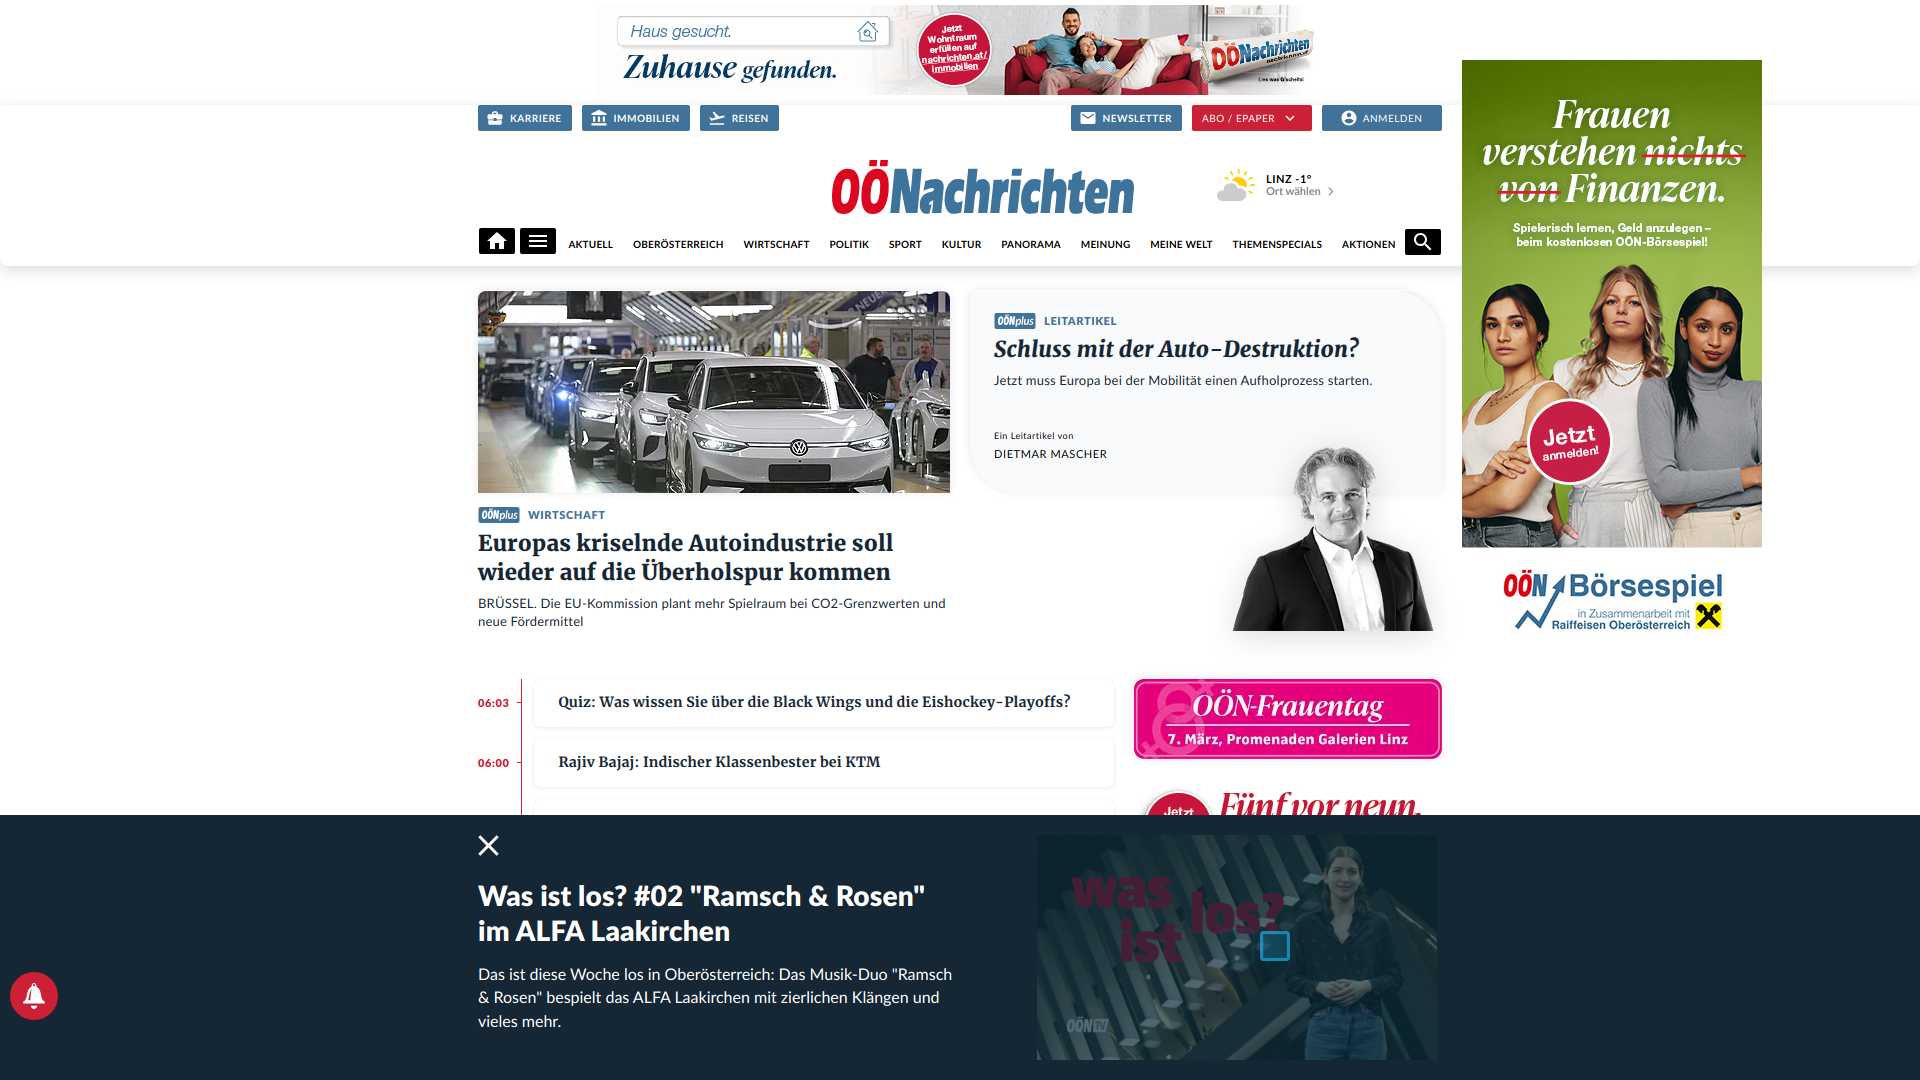 Haus gesucht.
Zuhause gefunden.
Jetzt
Wohntraum
erfüllen auf
nachrichten.at/
immobilien
OÖNachrichten
Lies was G'scheits!
KARRIERE
IMMOBILIEN
REISEN
NEWSLETTER
ABO / EPAPER
ANMELDEN
OÖNachrichten
LINZ -1°
Ort wählen
AKTUELL
OBERÖSTERREICH
WIRTSCHAFT
POLITIK
SPORT
KULTUR
PANORAMA
MEINUNG
MEINE WELT
THEMENSPECIALS
AKTIONEN
Frauen
verstehen nichts
von Finanzen.
Spielerisch lernen, Geld anzulegen –
beim kostenlosen OÖN-Börsespiel!
Jetzt
anmelden!
OÖN Börsespiel
in Zusammenarbeit mit
Raiffeisen Oberösterreich
OÖNplus WIRTSCHAFT
Europas kriselnde Autoindustrie soll
wieder auf die Überholspur kommen
BRÜSSEL. Die EU-Kommission plant mehr Spielraum bei CO2-Grenzwerten und
neue Fördermittel
OÖNplus LEITARTIKEL
Schluss mit der Auto-Destruktion?
Jetzt muss Europa bei der Mobilität einen Aufholprozess starten.
Ein Leitartikel von
DIETMAR MASCHER
06:03
Quiz: Was wissen Sie über die Black Wings und die Eishockey-Playoffs?
06:00
Rajiv Bajaj: Indischer Klassenbester bei KTM
OÖN-Frauentag
7. März, Promenaden Galerien Linz
Jetzt
Fünf vor neun.
Was ist los? #02 "Ramsch & Rosen"
im ALFA Laakirchen
Das ist diese Woche los in Oberösterreich: Das Musik-Duo "Ramsch
& Rosen" bespielt das ALFA Laakirchen mit zierlichen Klängen und
vieles mehr.
was
ist los?
OÖN TV